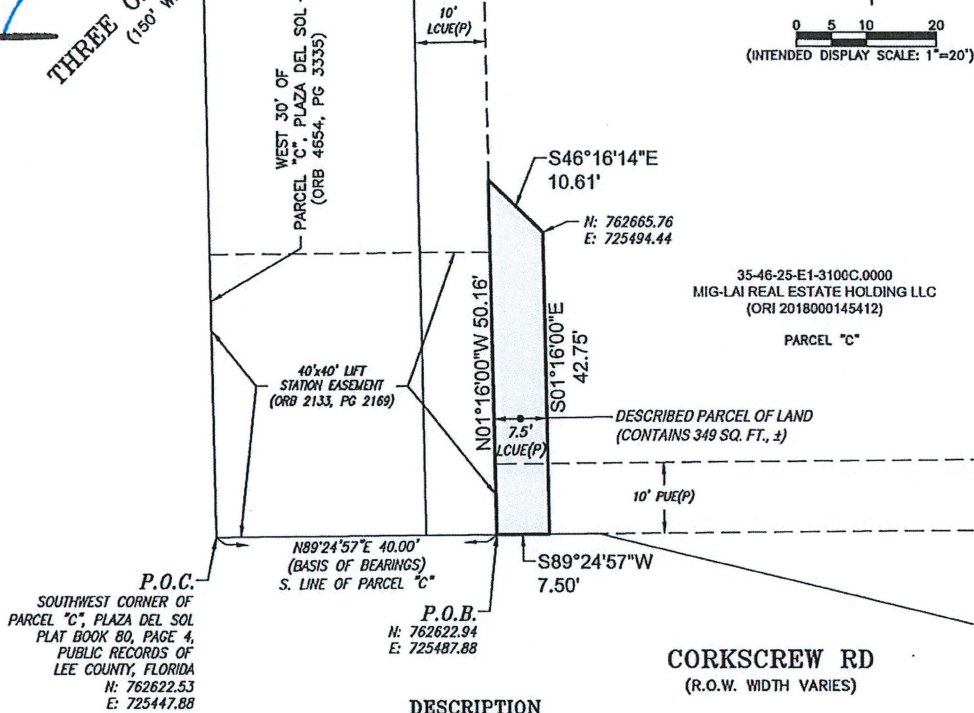 THREE O
(150' W
WEST 30' OF
PARCEL "C", PLAZA DEL SOL
(ORB 4654, PG 3335)
10'
LCUE(P)
0 5 10 20
(INTENDED DISPLAY SCALE: 1"=20')
S46°16'14"E
10.61'
N: 762665.76
E: 725494.44
35-46-25-E1-3100C.0000
MIG-LAI REAL ESTATE HOLDING LLC
(ORI 2018000145412)
PARCEL "C"
N01°16'00"W 50.16'
S01°16'00"E
42.75'
40'x40' LIFT
STATION EASEMENT
(ORB 2133, PG 2169)
7.5'
LCUE(P)
DESCRIBED PARCEL OF LAND
(CONTAINS 349 SQ. FT., ±)
10' PUE(P)
N89°24'57"E 40.00'
(BASIS OF BEARINGS)
S. LINE OF PARCEL "C"
S89°24'57"W
7.50'
P.O.C.
SOUTHWEST CORNER OF
PARCEL "C", PLAZA DEL SOL
PLAT BOOK 80, PAGE 4,
PUBLIC RECORDS OF
LEE COUNTY, FLORIDA
N: 762622.53
E: 725447.88
P.O.B.
N: 762622.94
E: 725487.88
CORKSCREW RD
(R.O.W. WIDTH VARIES)
DESCRIPTION